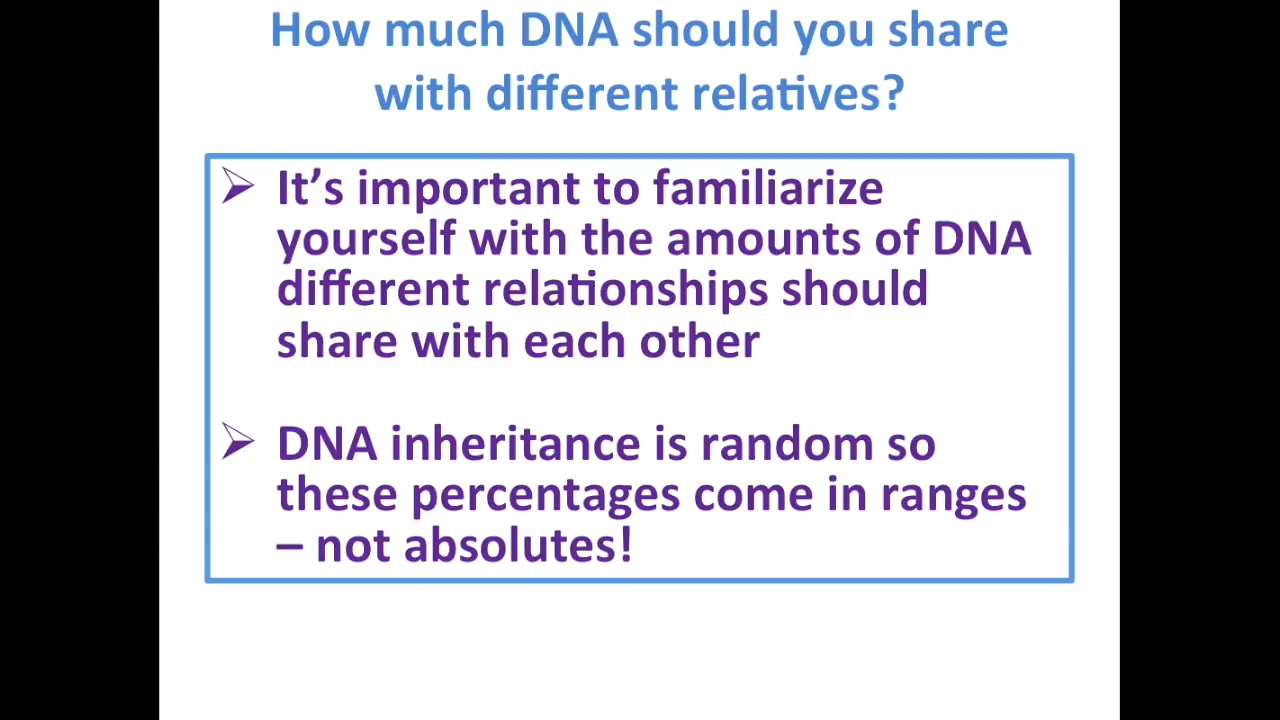 How much DNA should you share
with different relatives?
➢ It’s important to familiarize
yourself with the amounts of DNA
different relationships should
share with each other
➢ DNA inheritance is random so
these percentages come in ranges
– not absolutes!